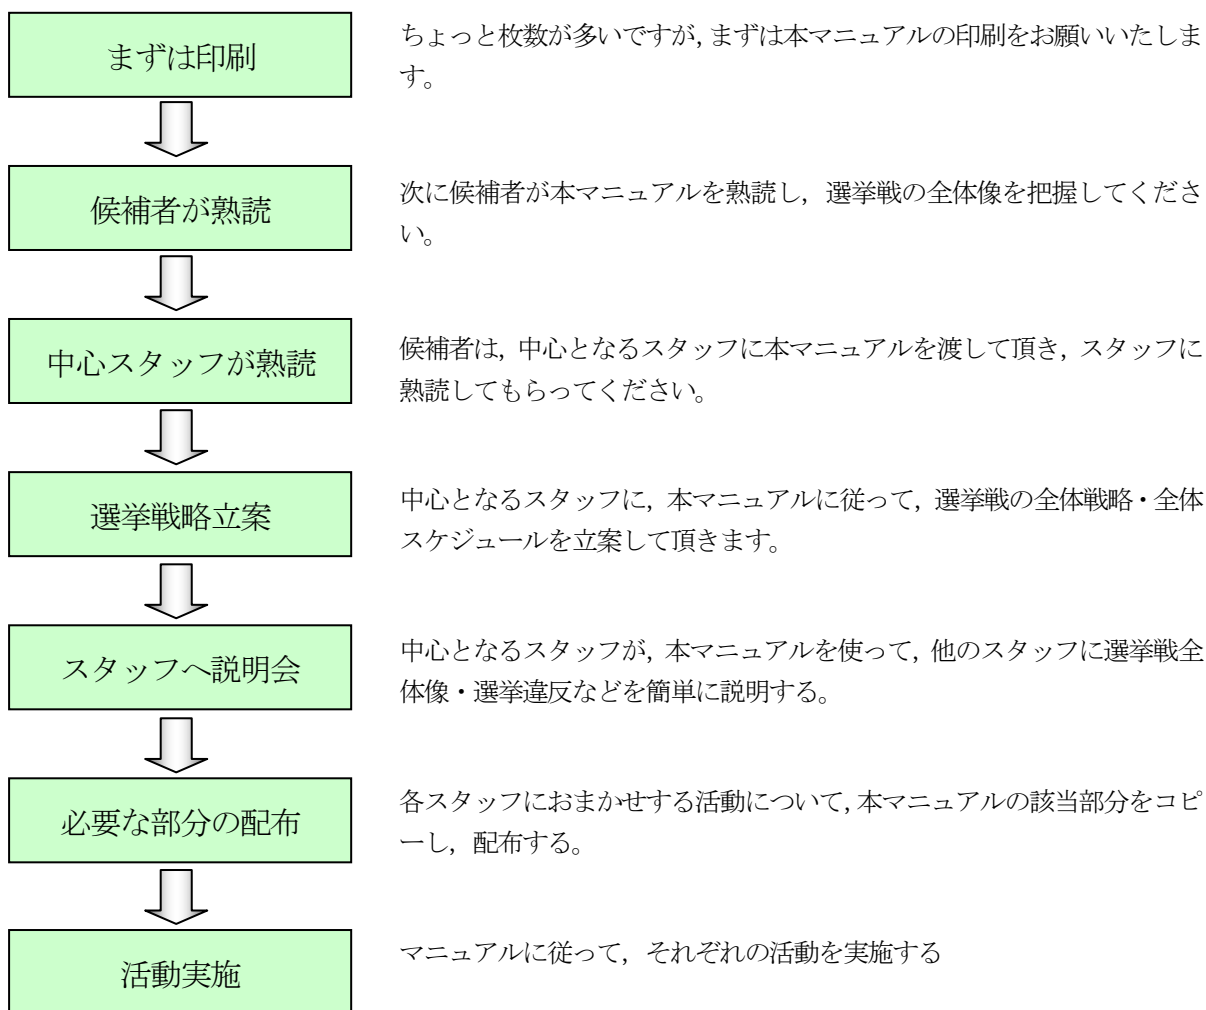 まずは印刷
ちょっと枚数が多いですが，まずは本マニュアルの印刷をお願いいたしま
す。
候補者が熟読
次に候補者が本マニュアルを熟読し，選挙戦の全体像を把握してくださ
い。
中心スタッフが熟読
候補者は，中心となるスタッフに本マニュアルを渡して頂き，スタッフに
熟読してもらってください。
選挙戦略立案
中心となるスタッフに，本マニュアルに従って，選挙戦の全体戦略・全体
スケジュールを立案して頂きます。
スタッフへ説明会
中心となるスタッフが，本マニュアルを使って，他のスタッフに選挙戦全
体像・選挙違反などを簡単に説明する。
必要な部分の配布
各スタッフにおまかせする活動について，本マニュアルの該当部分をコピ
ーし，配布する。
活動実施
マニュアルに従って，それぞれの活動を実施する